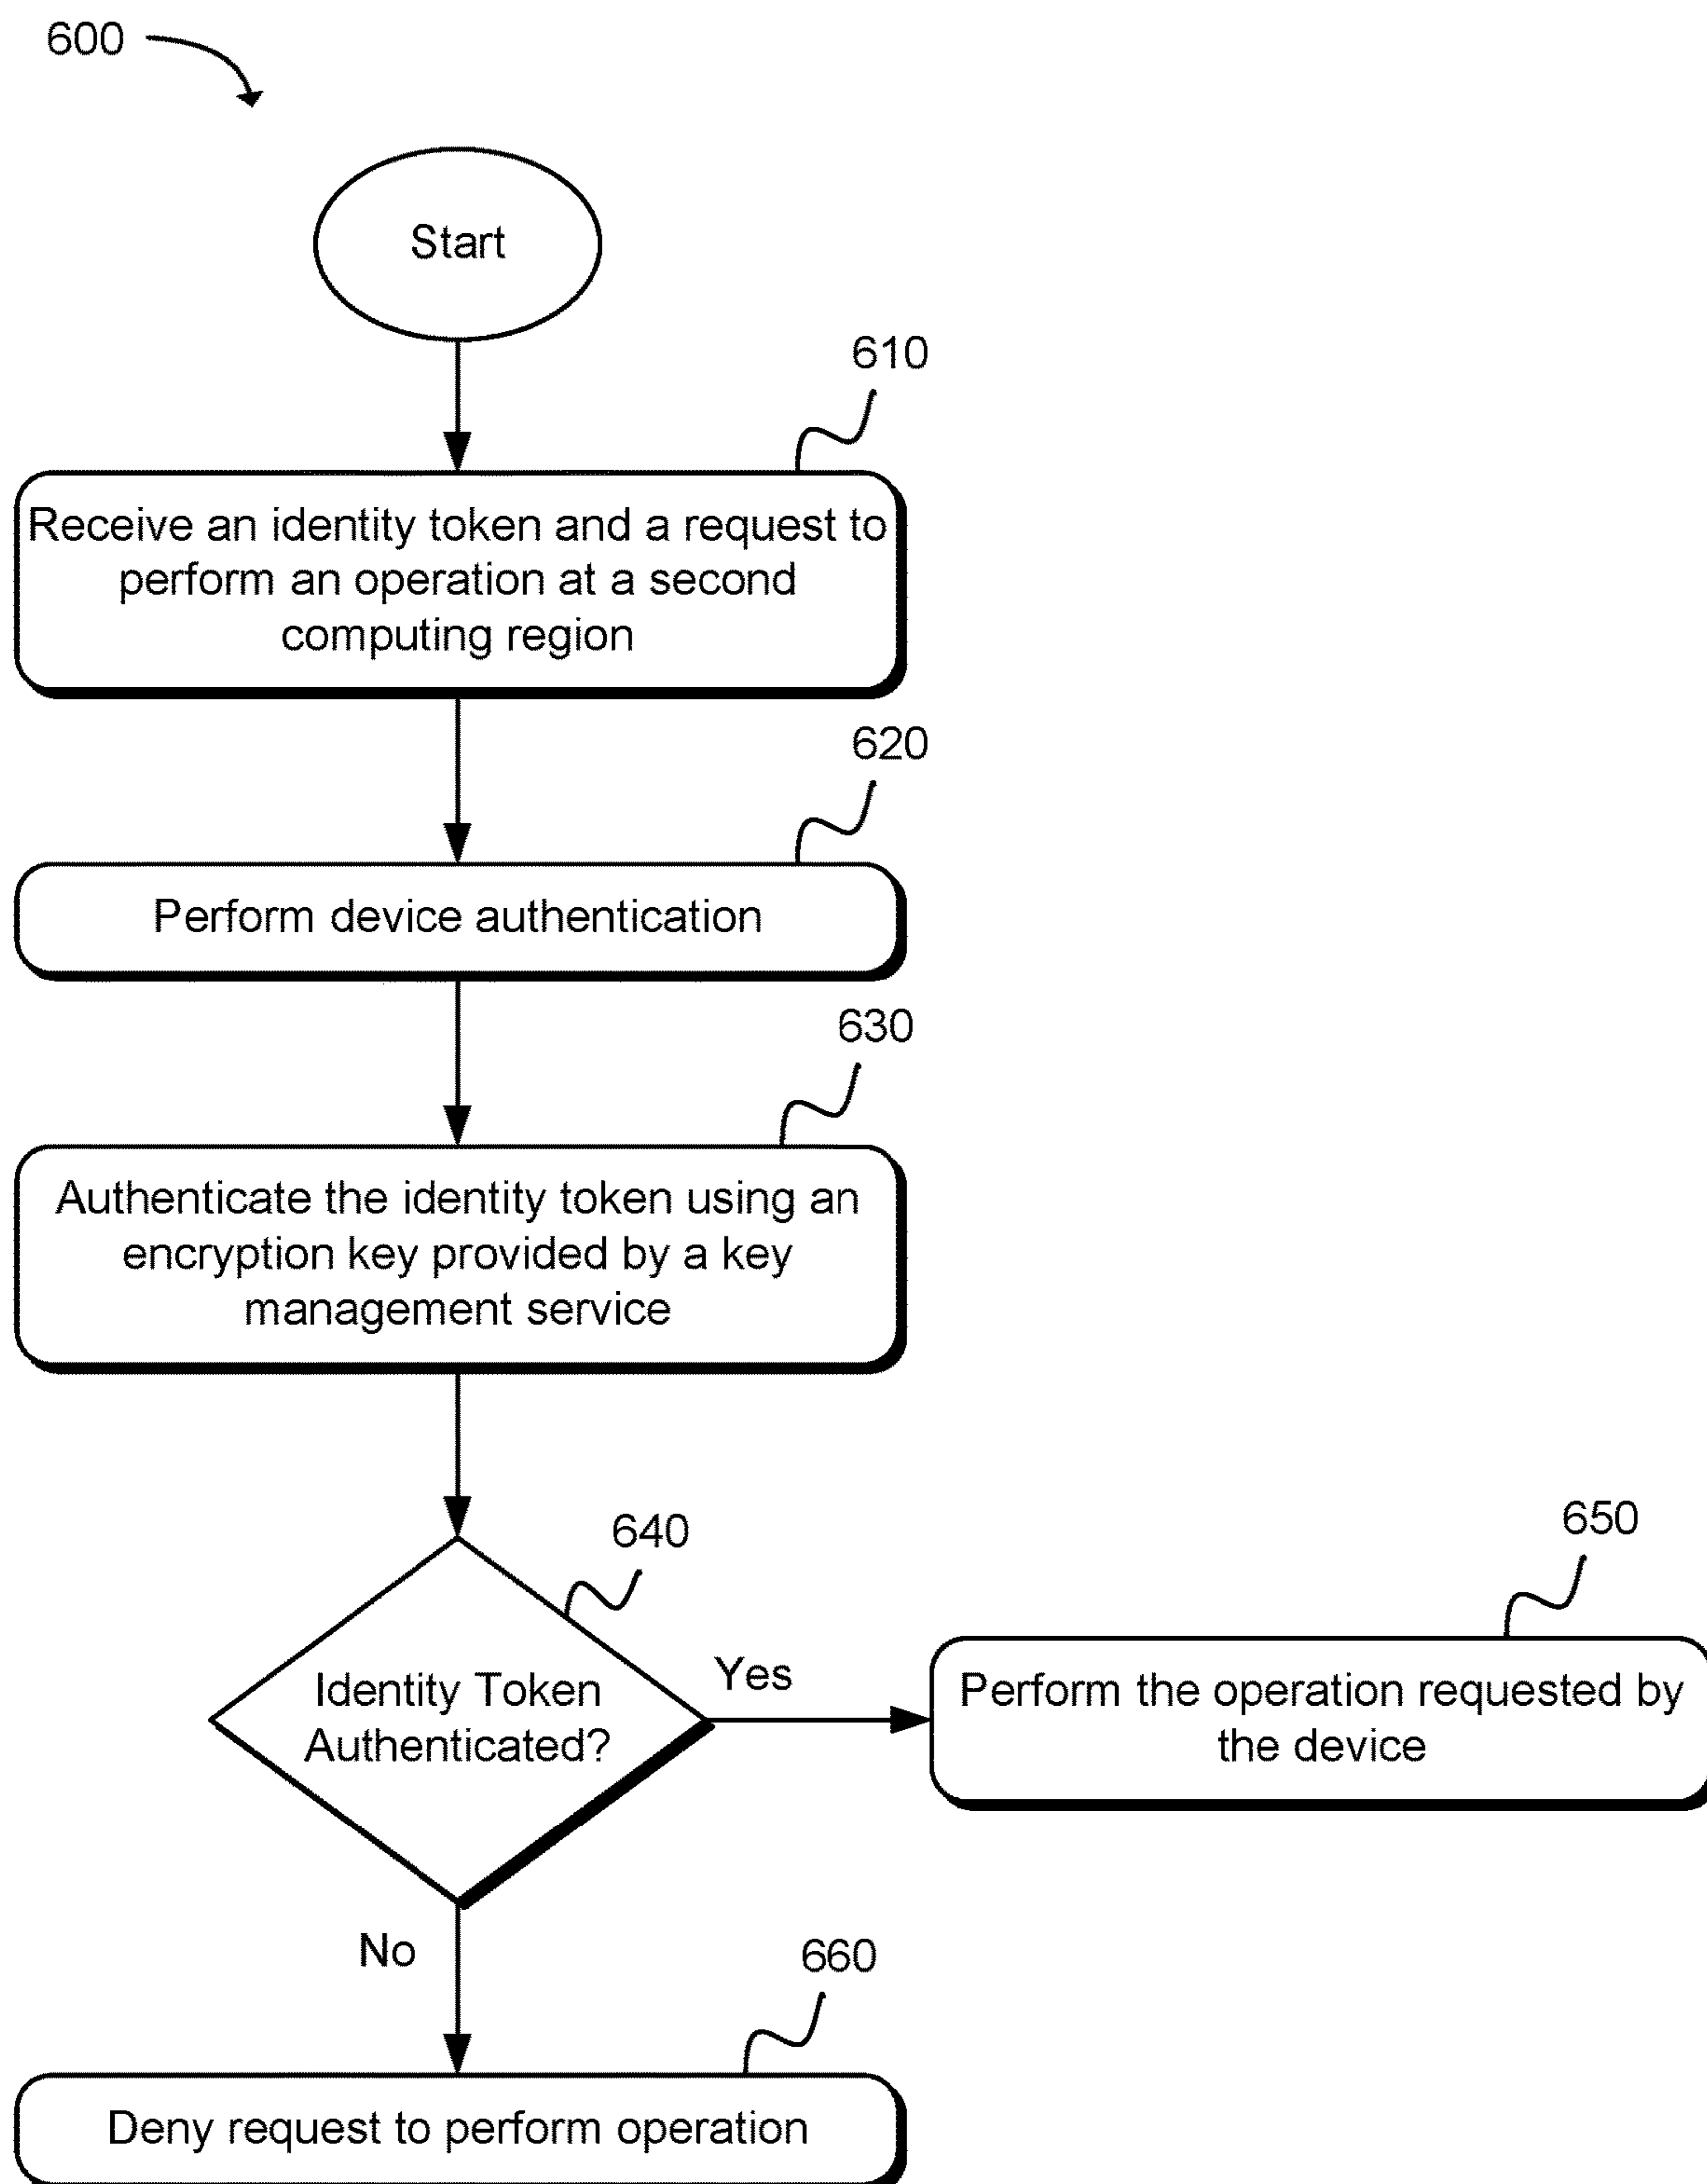 600
Start
610
Receive an identity token and a request to
perform an operation at a second
computing region
620
Perform device authentication
630
Authenticate the identity token using an
encryption key provided by a key
management service
640
Identity Token
Authenticated?
Yes
650
Perform the operation requested by
the device
No
660
Deny request to perform operation